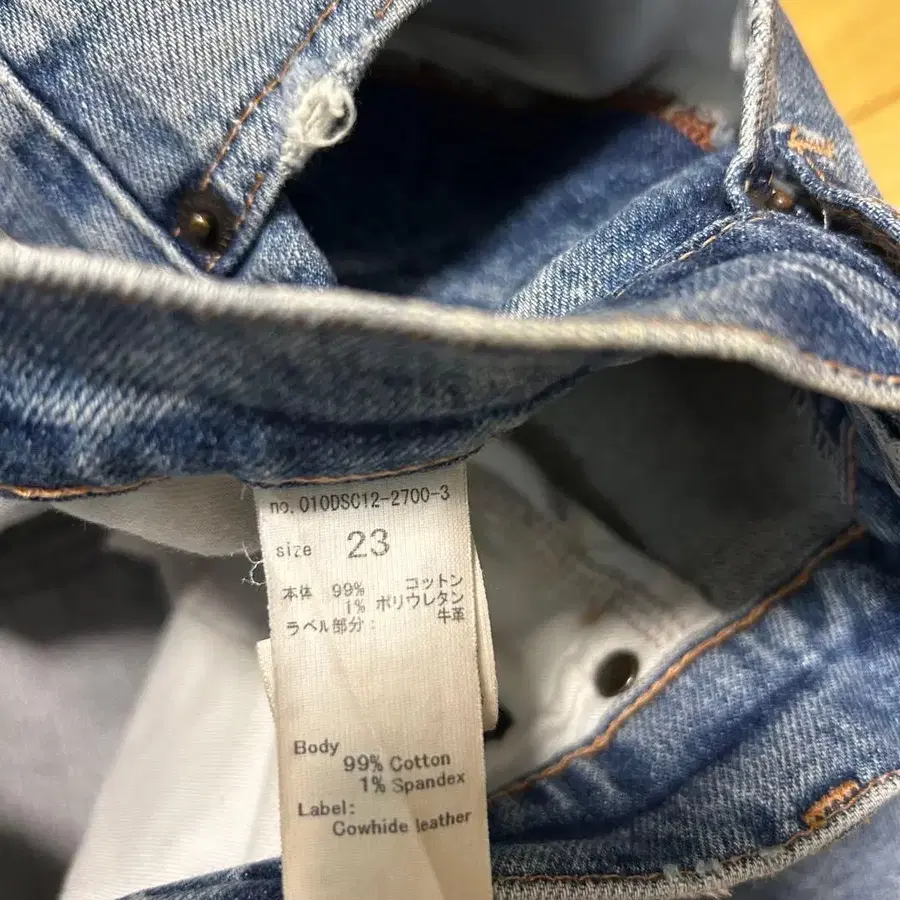 no. 010DSC12-2700-3
size 23
本体 99% コットン
1% ポリウレタン
ラベル部分: 牛革
Body
99% Cotton
1% Spandex
Label:
Cowhide leather